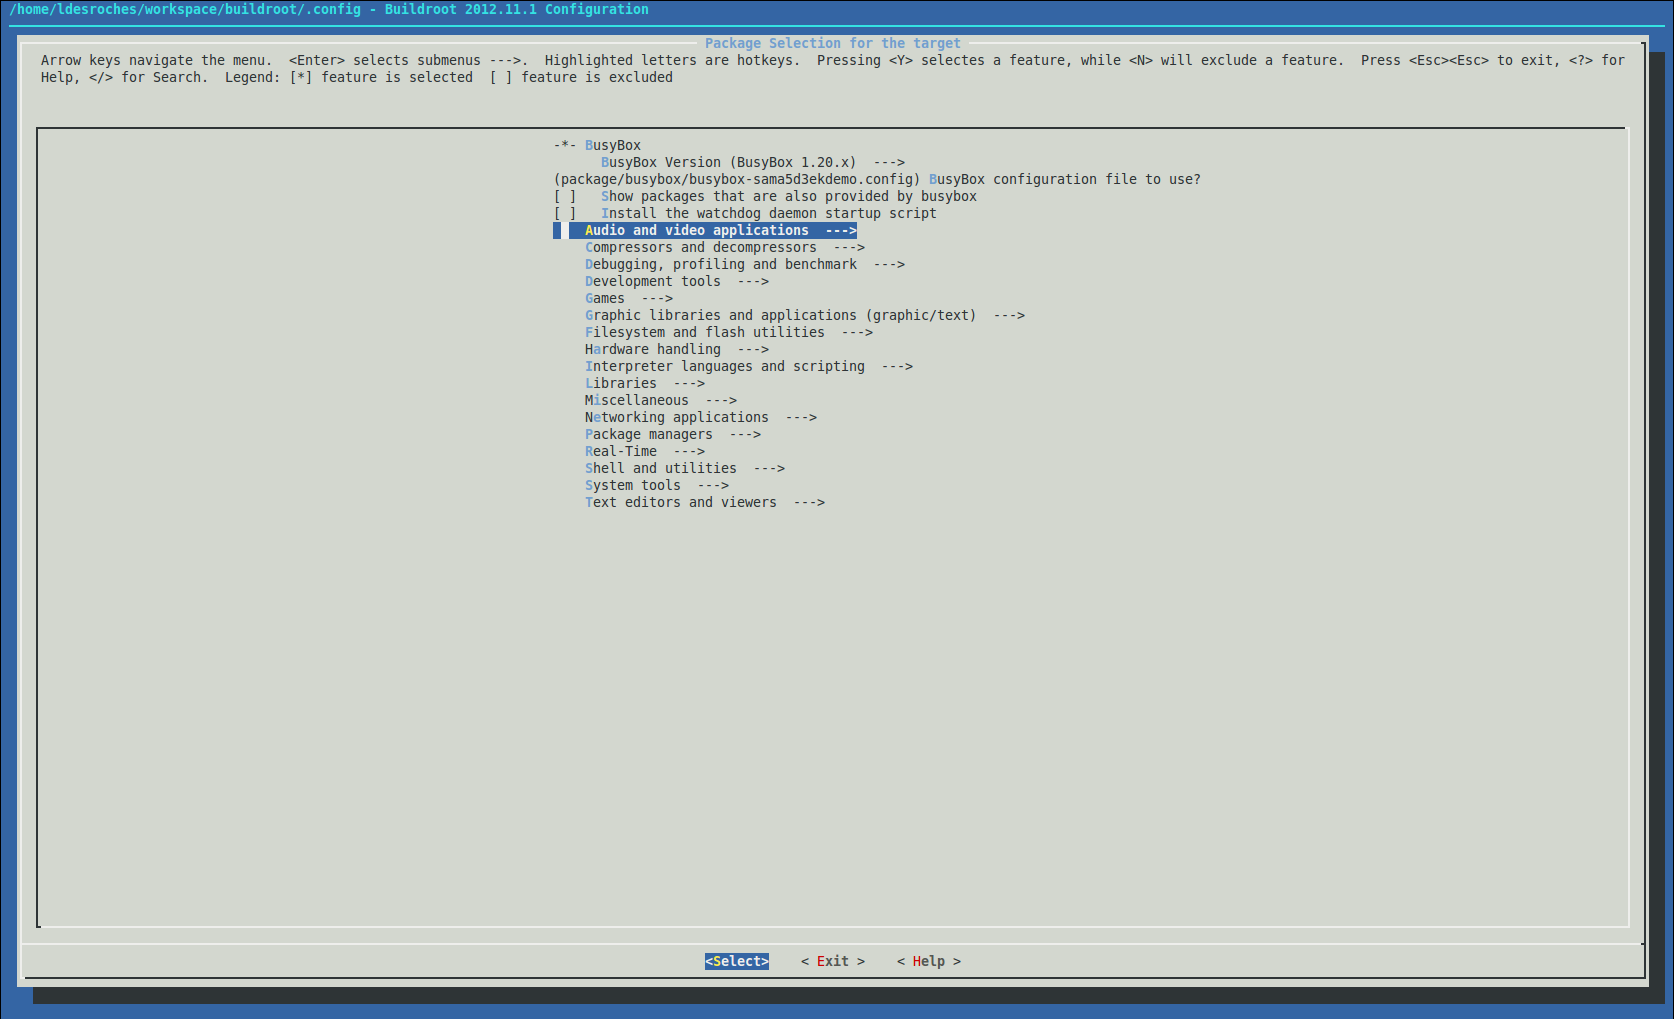 /home/ldesroches/workspace/buildroot/.config - Buildroot 2012.11.1 Configuration
Package Selection for the target
Arrow keys navigate the menu.  <Enter> selects submenus --->.  Highlighted letters are hotkeys.  Pressing <Y> selectes a feature, while <N> will exclude a feature.  Press <Esc><Esc> to exit, <?> for
Help, </> for Search.  Legend: [*] feature is selected  [ ] feature is excluded
-*- BusyBox
BusyBox Version (BusyBox 1.20.x)  --->
(package/busybox/busybox-sama5d3ekdemo.config) BusyBox configuration file to use?
[ ]   Show packages that are also provided by busybox
[ ]   Install the watchdog daemon startup script
Audio and video applications  --->
Compressors and decompressors  --->
Debugging, profiling and benchmark  --->
Development tools  --->
Games  --->
Graphic libraries and applications (graphic/text)  --->
Filesystem and flash utilities  --->
Hardware handling  --->
Interpreter languages and scripting  --->
Libraries  --->
Miscellaneous  --->
Networking applications  --->
Package managers  --->
Real-Time  --->
Shell and utilities  --->
System tools  --->
Text editors and viewers  --->
<Select>    < Exit >    < Help >